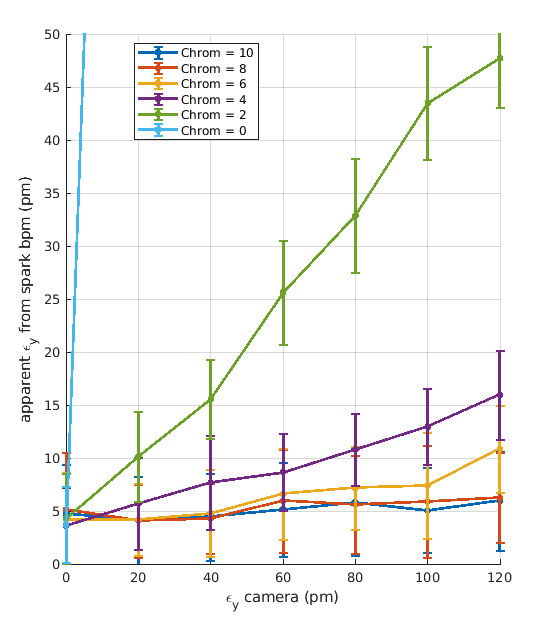 50
45
40
35
30
25
20
15
10
5
0
apparent ϵy from spark bpm (pm)
Chrom = 10
Chrom = 8
Chrom = 6
Chrom = 4
Chrom = 2
Chrom = 0
0 20 40 60 80 100 120
ϵy camera (pm)